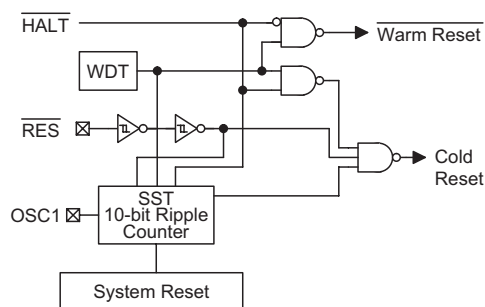 HALT
Warm Reset
WDT
RES
Cold
Reset
SST
10-bit Ripple
Counter
OSC1
System Reset